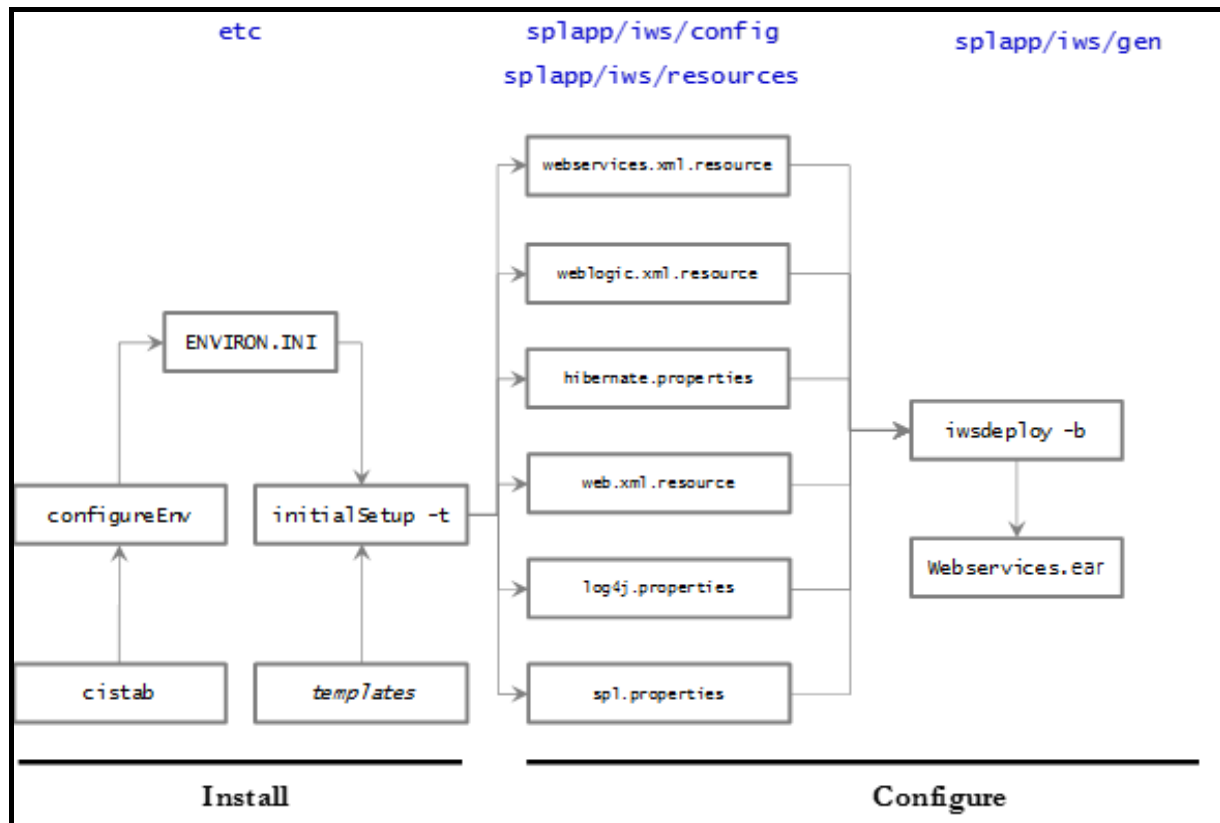 etc
splapp/iws/config
splapp/iws/resources
splapp/iws/gen
webservices.xml.resource
weblogic.xml.resource
ENVIRON.INI
hibernate.properties
iwsdeploy -b
configureEnv
initialSetup -t
web.xml.resource
Webservices.ear
log4j.properties
cistab
templates
spl.properties
Install
Configure